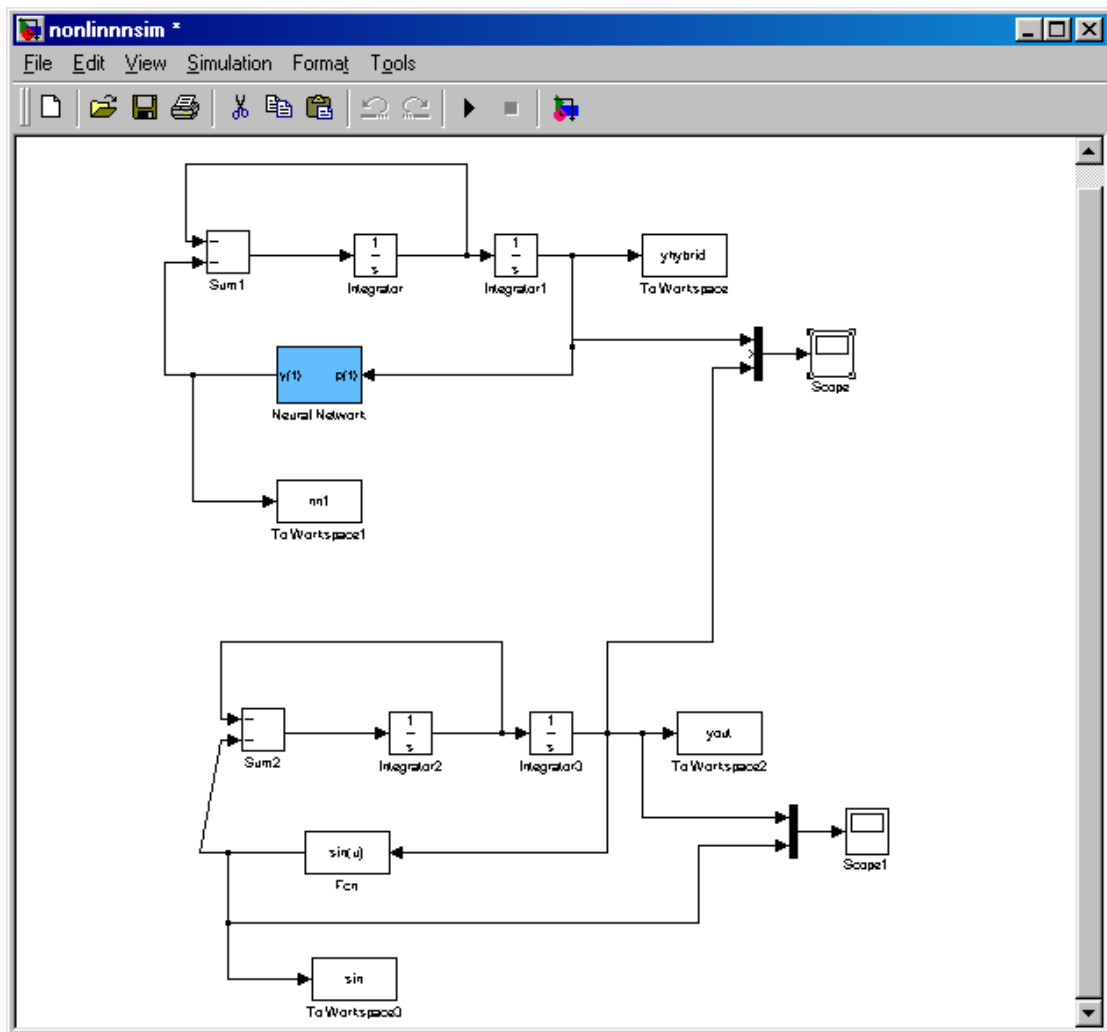 nonlinnnsim *
File Edit View Simulation Format Tools
1
s
Integrator
1
s
Integrator1
yhybrid
To Workspace
Sum1
y(1) p(1)
Neural Network
Scope
nn1
To Workspace1
1
s
Integrator2
1
s
Integrator3
yout
To Workspace2
Sum2
sin(u)
Fcn
Scope1
sin
To Workspace3